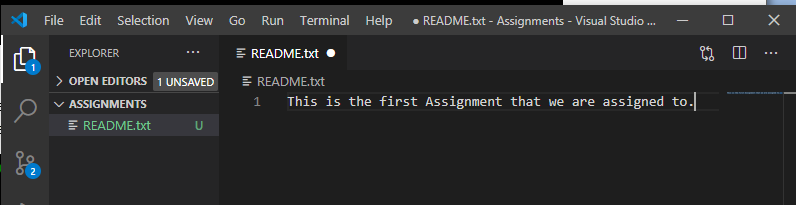 File Edit Selection View Go Run Terminal Help ● README.txt - Assignments - Visual Studio ...
EXPLORER ...
README.txt ●
OPEN EDITORS 1 UNSAVED
README.txt
ASSIGNMENTS
1 This is the first Assignment that we are assigned to.
README.txt U
1
2